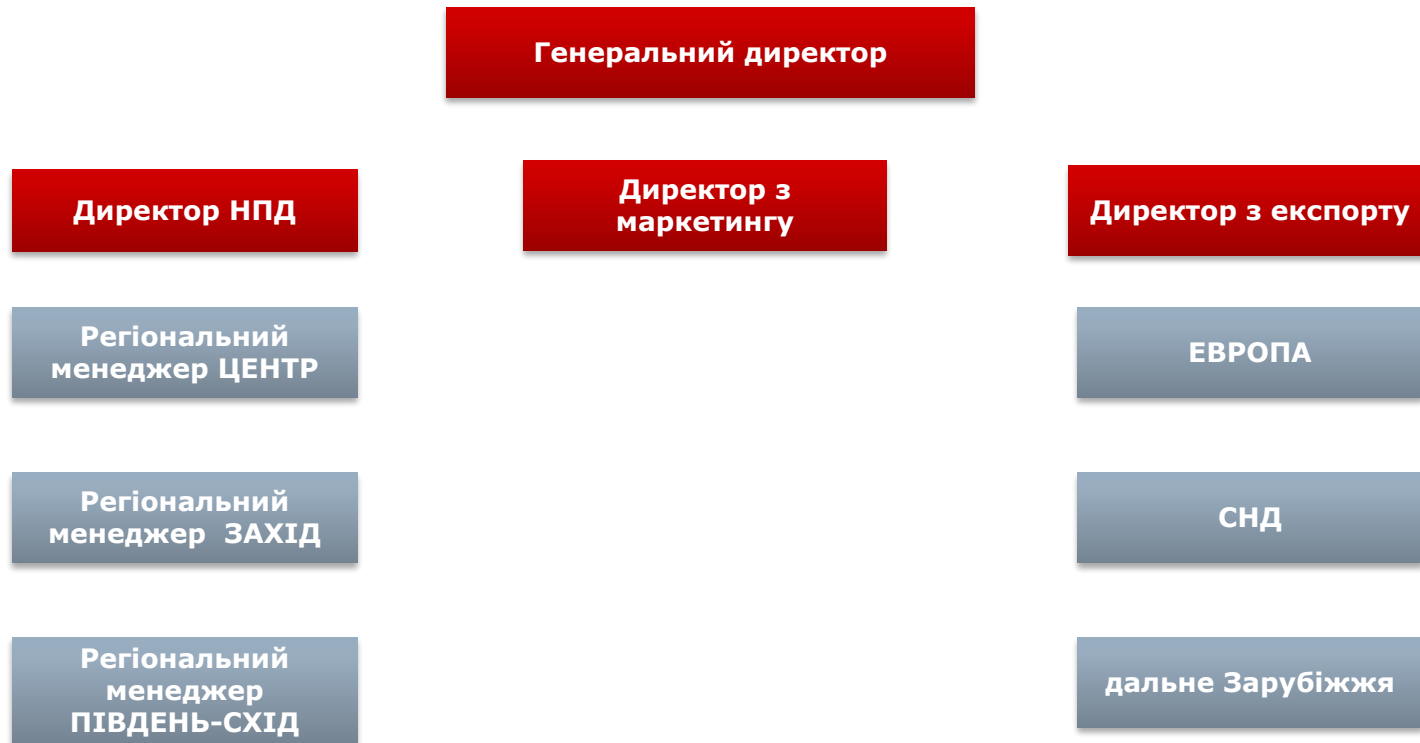 Генеральний директор
Директор НПД
Директор з
маркетингу
Директор з експорту
Регіональний
менеджер ЦЕНТР
ЕВРОПА
Регіональний
менеджер  ЗАХІД
СНД
Регіональний
менеджер
ПІВДЕНЬ-СХІД
дальне Зарубіжжя